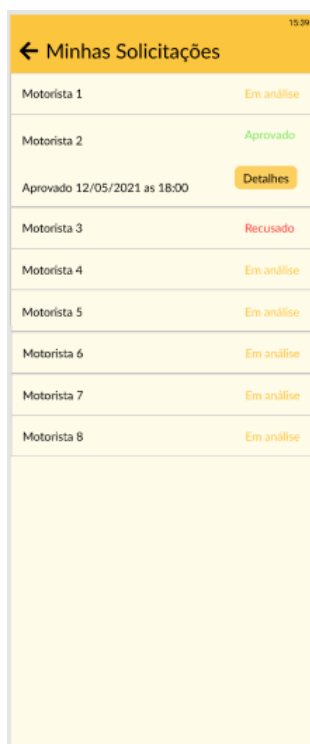 15:39
Minhas Solicitações
Motorista 1 Em análise
Motorista 2 Aprovado
Aprovado 12/05/2021 as 18:00 Detalhes
Motorista 3 Recusado
Motorista 4 Em análise
Motorista 5 Em análise
Motorista 6 Em análise
Motorista 7 Em análise
Motorista 8 Em análise